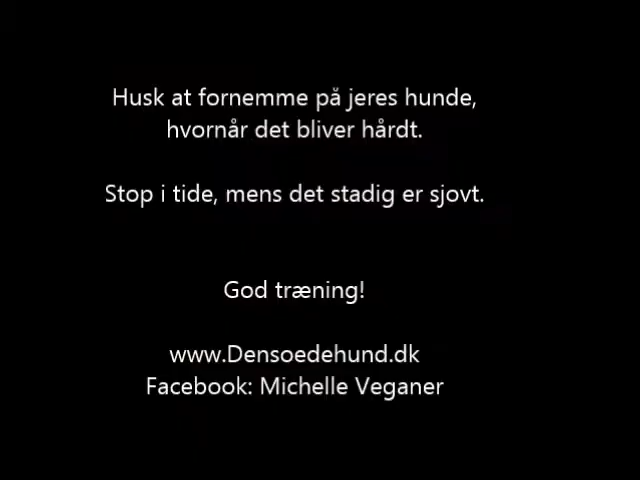 Husk at fornemme på jeres hunde,
hvornår det bliver hårdt.
Stop i tide, mens det stadig er sjovt.
God træning!
www.Densoedehund.dk
Facebook: Michelle Veganer